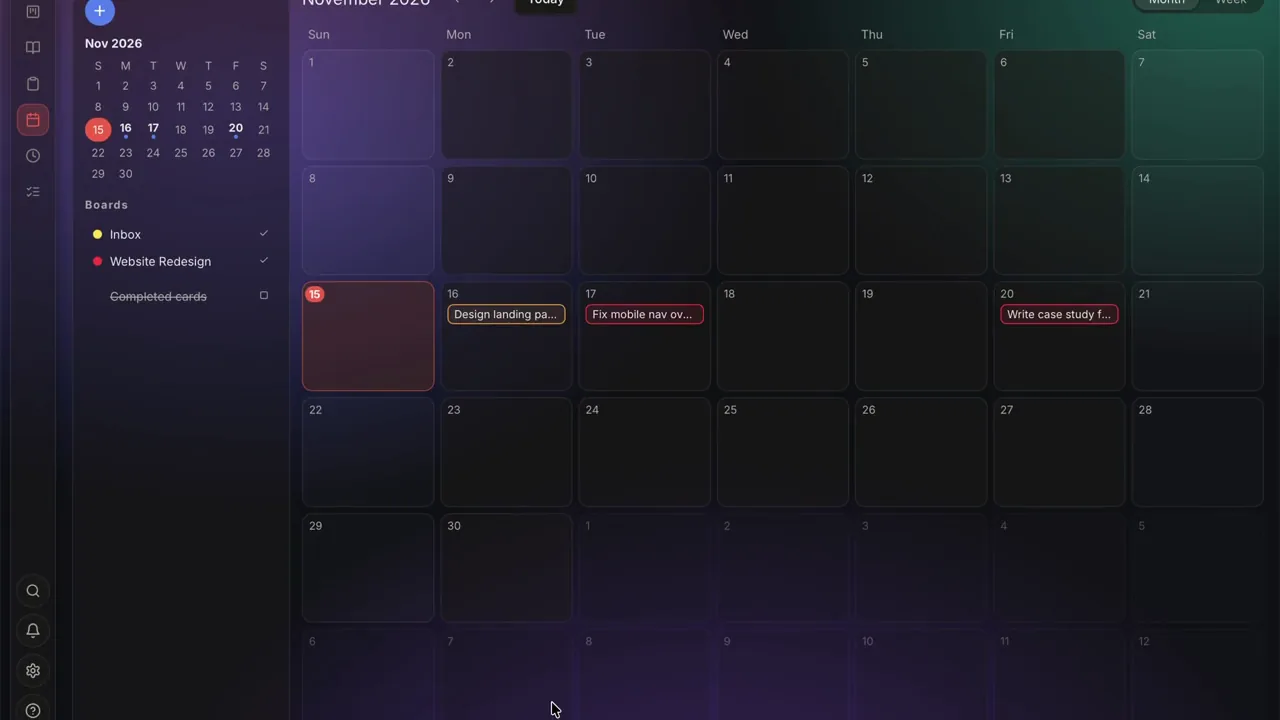 November 2026 Today Month Week
Nov 2026
S M T W T F S
1 2 3 4 5 6 7
8 9 10 11 12 13 14
15 16 17 18 19 20 21
22 23 24 25 26 27 28
29 30
Boards
Inbox
Website Redesign
Completed cards
Sun Mon Tue Wed Thu Fri Sat
1 2 3 4 5 6 7
8 9 10 11 12 13 14
15 16 17 18 19 20 21
Design landing pa... Fix mobile nav ov... Write case study f...
22 23 24 25 26 27 28
29 30 1 2 3 4 5
6 7 8 9 10 11 12